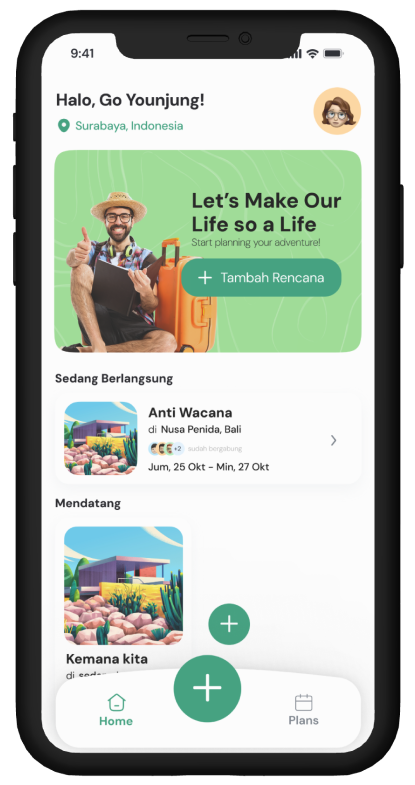 9:41
Halo, Go Younjung!
Surabaya, Indonesia
Let's Make Our
Life so a Life
Start planning your adventure!
+ Tambah Rencana
Sedang Berlangsung
Anti Wacana
di Nusa Penida, Bali
+2 sudah bergabung
Jum, 25 Okt - Min, 27 Okt
Mendatang
Kemana kita
di
Home
Plans